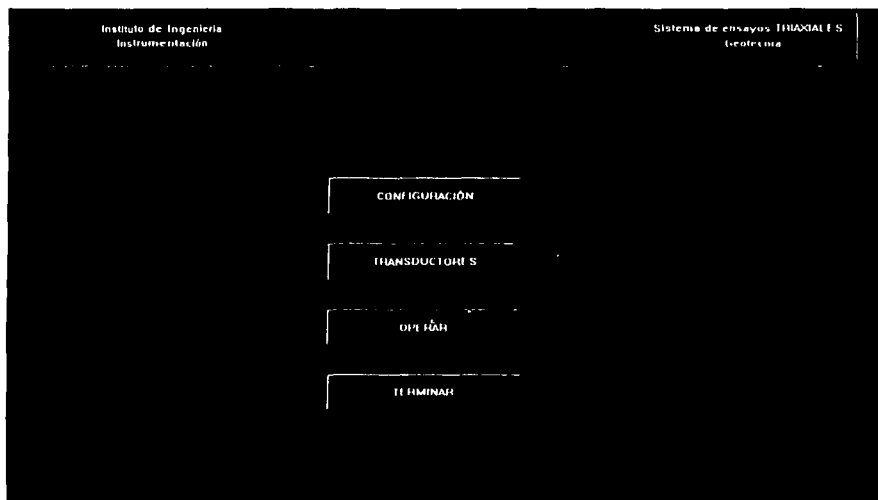 Instituto de Ingeniería
Instrumentación
Sistema de ensayos TRIAXIALES
Geotecnia
CONFIGURACIÓN
TRANSDUCTORES
OPERAR
TERMINAR